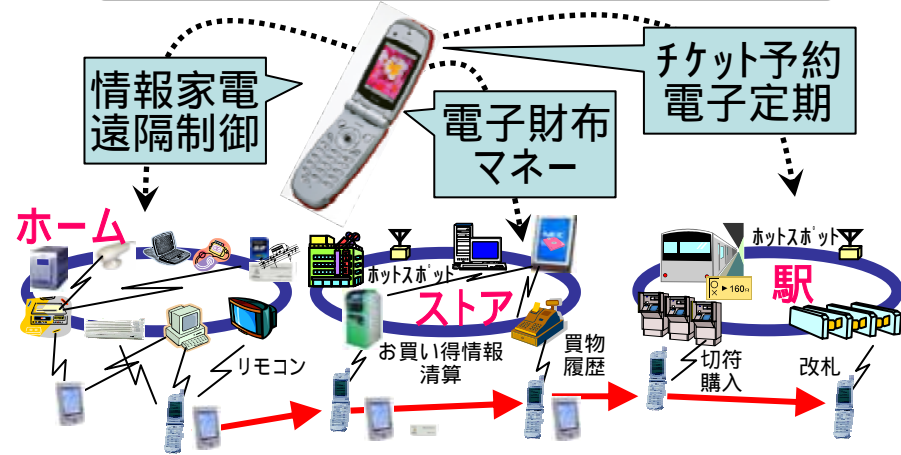 情報家電
遠隔制御
電子財布
マネー
チケット予約
電子定期
ホーム
リモコン
ホットスポット
ストア
お買い得情報
清算
買物
履歴
ホットスポット
駅
160
切符
購入
改札